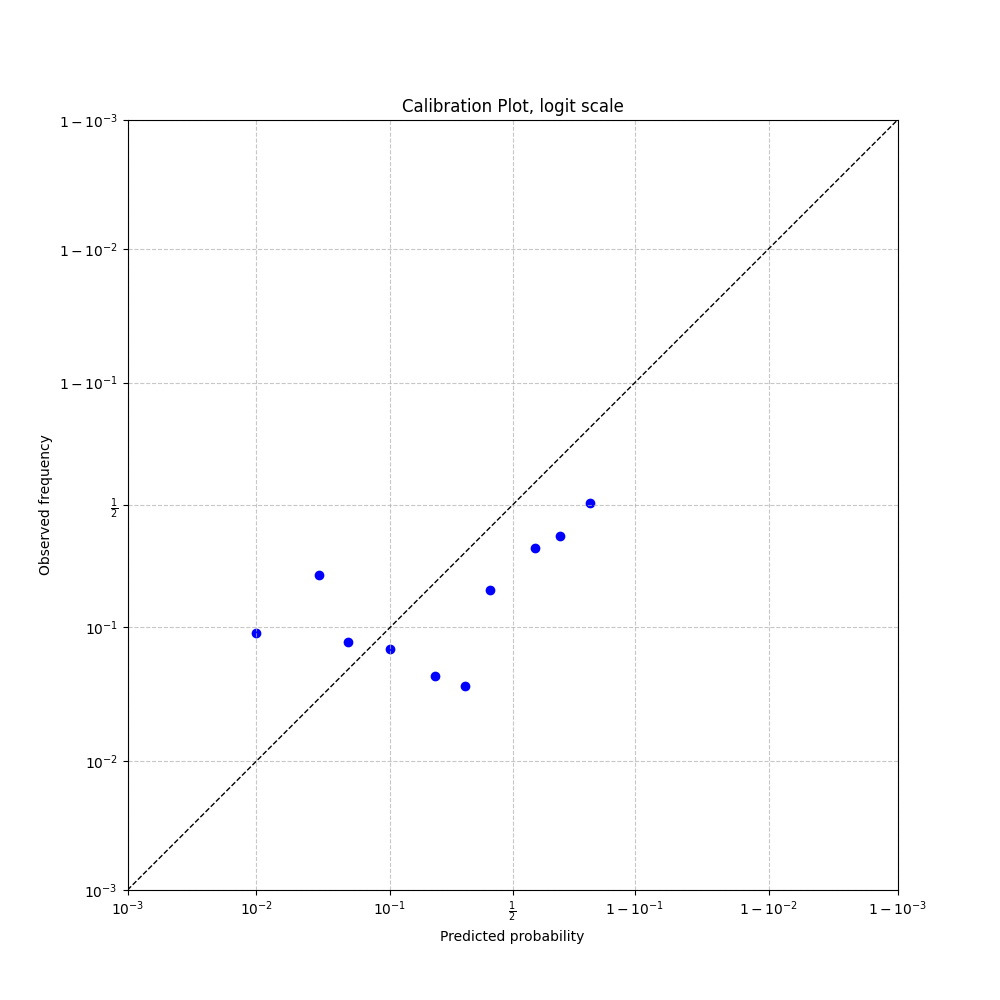 Calibration Plot, logit scale
1 − 10⁻³
1 − 10⁻²
1 − 10⁻¹
Observed frequency
½
10⁻¹
10⁻²
10⁻³
10⁻³ 10⁻² 10⁻¹ ½ 1 − 10⁻¹ 1 − 10⁻² 1 − 10⁻³
Predicted probability